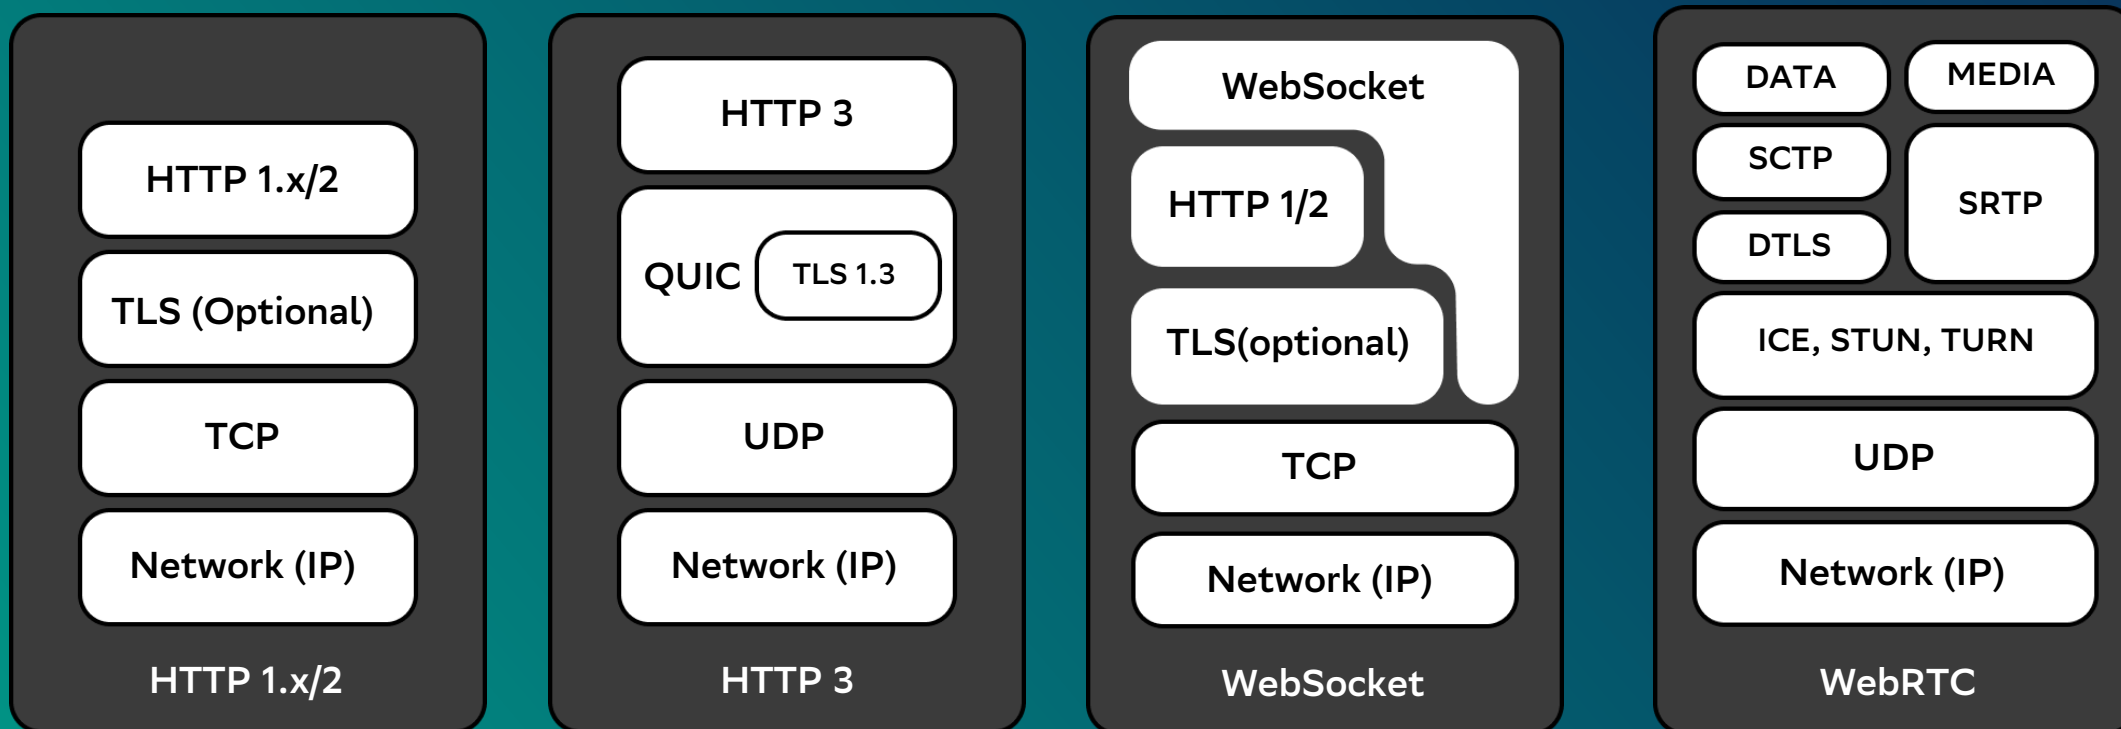 HTTP 1.x/2
TLS (Optional)
TCP
Network (IP)
HTTP 1.x/2
HTTP 3
QUIC
TLS 1.3
UDP
Network (IP)
HTTP 3
WebSocket
HTTP 1/2
TLS(optional)
TCP
Network (IP)
WebSocket
DATA
MEDIA
SCTP
SRTP
DTLS
ICE, STUN, TURN
UDP
Network (IP)
WebRTC